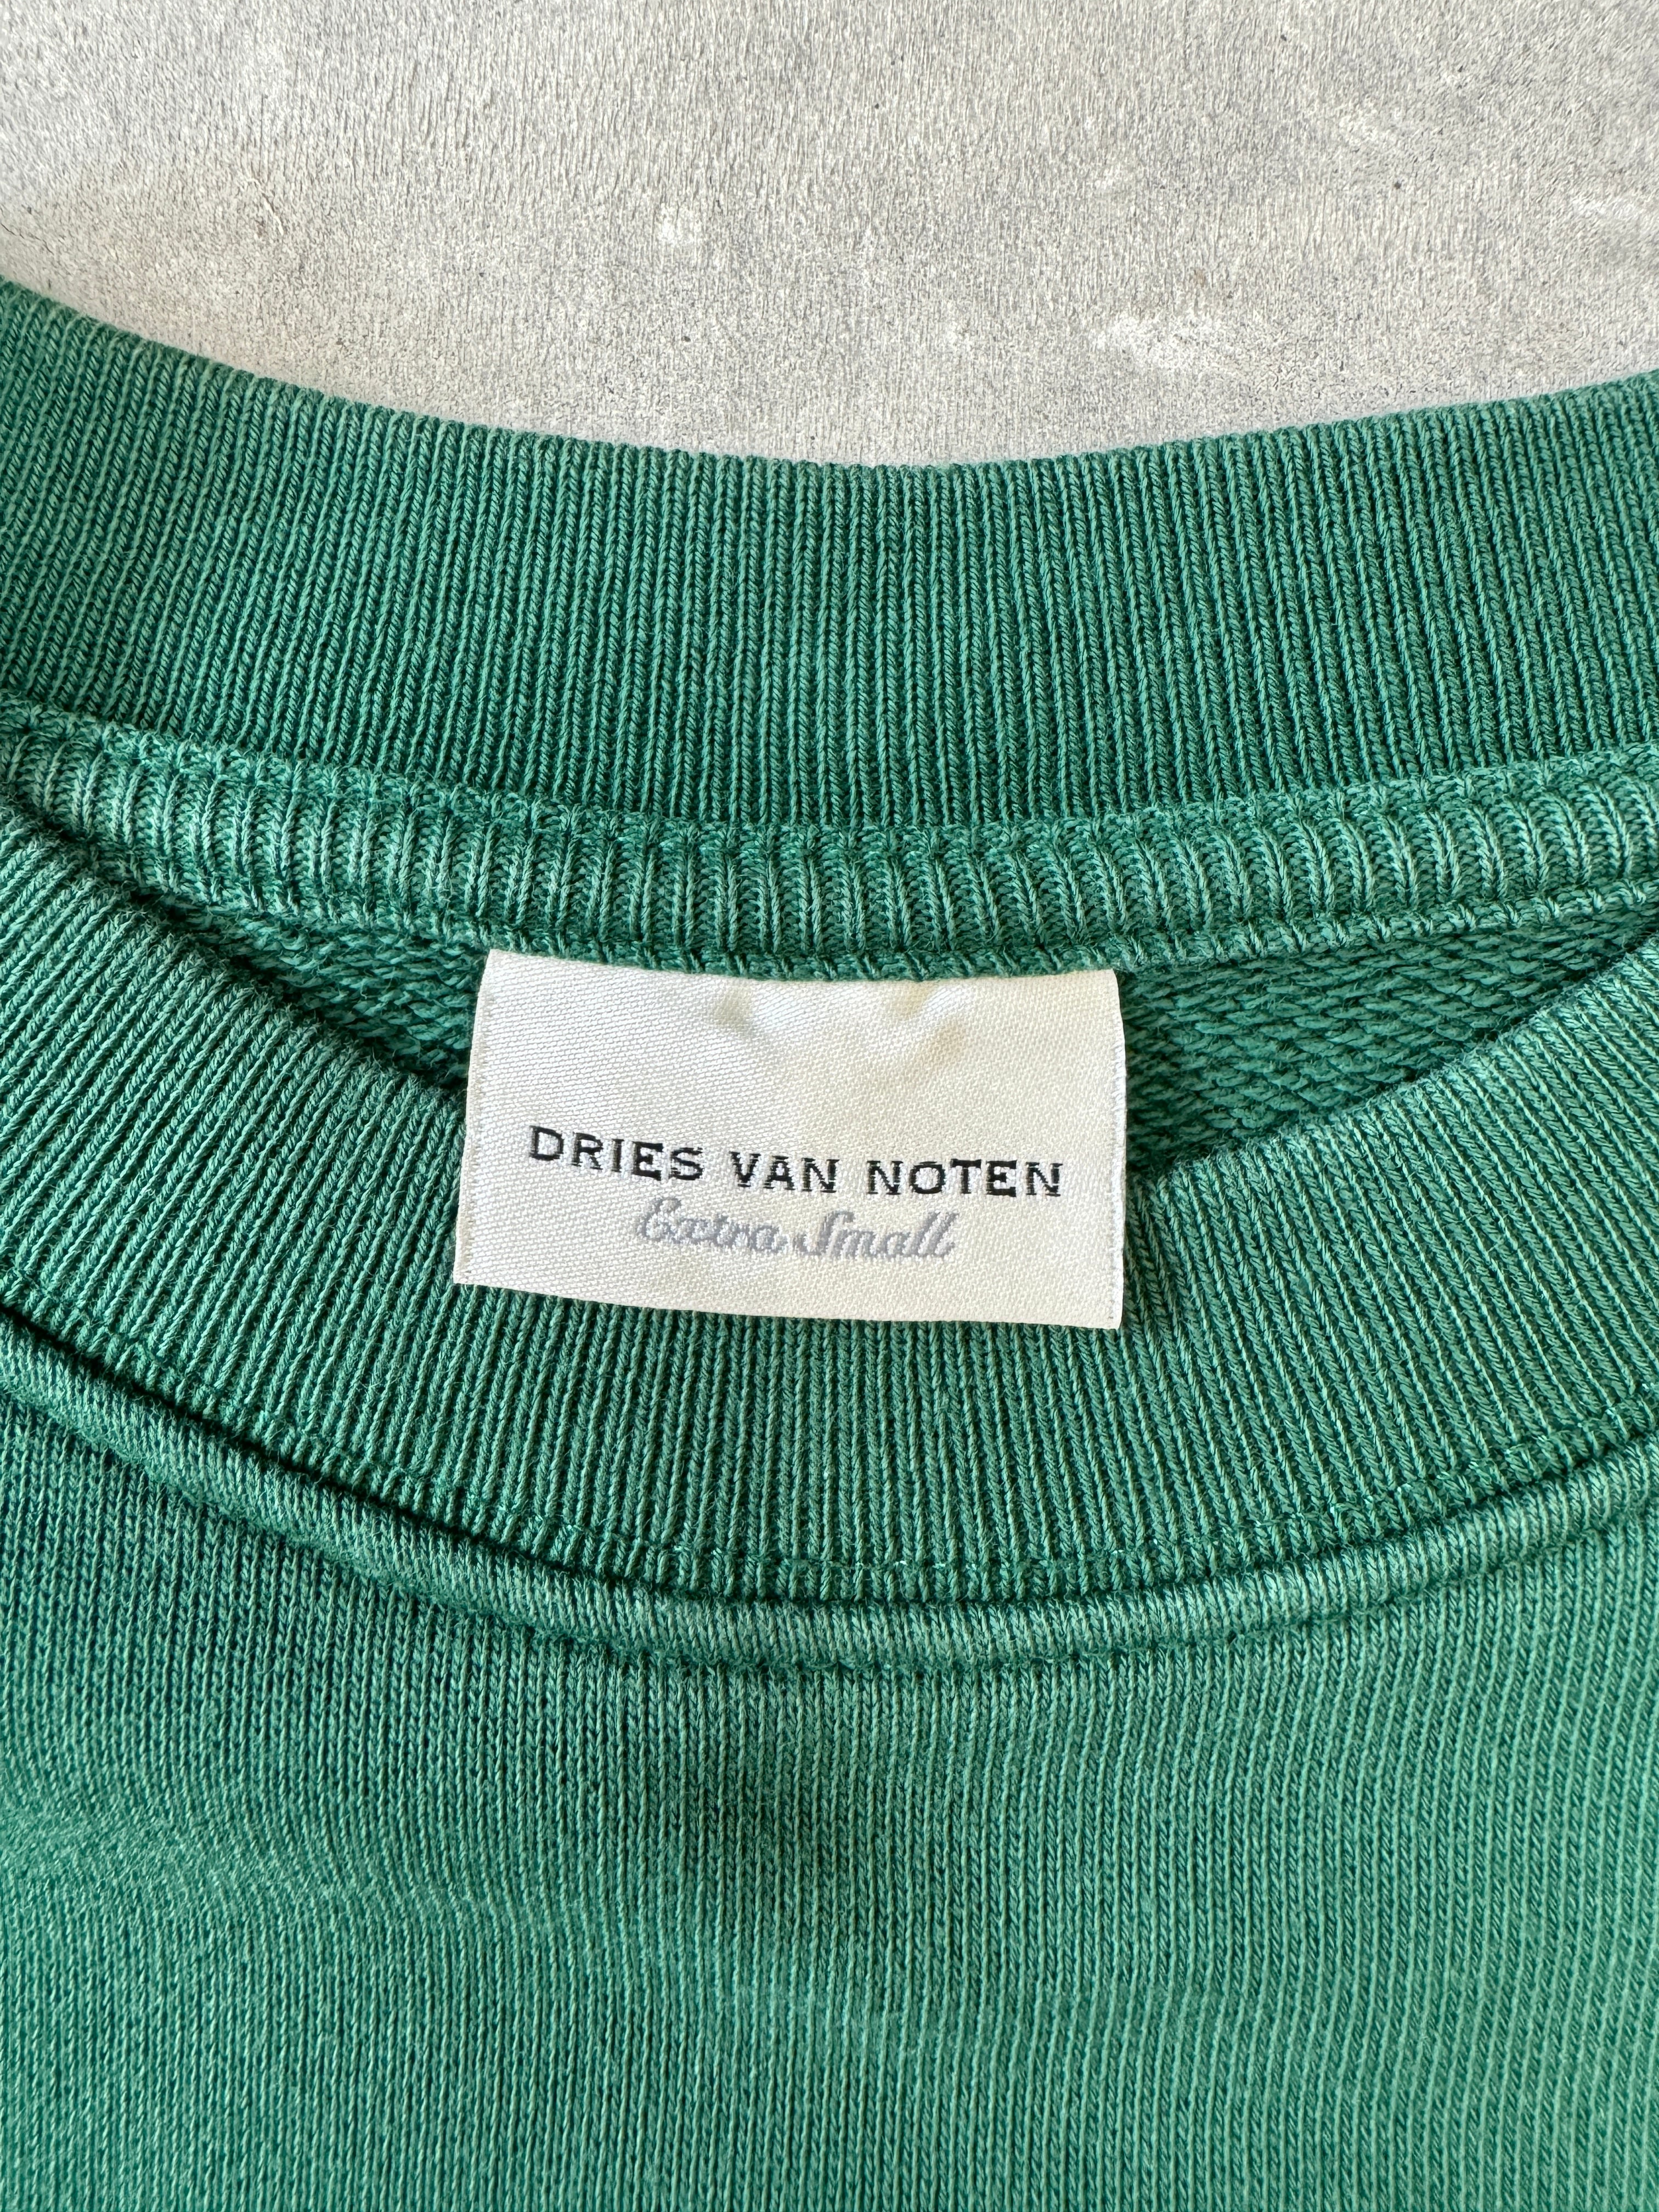 DRIES VAN NOTEN
Extra Small